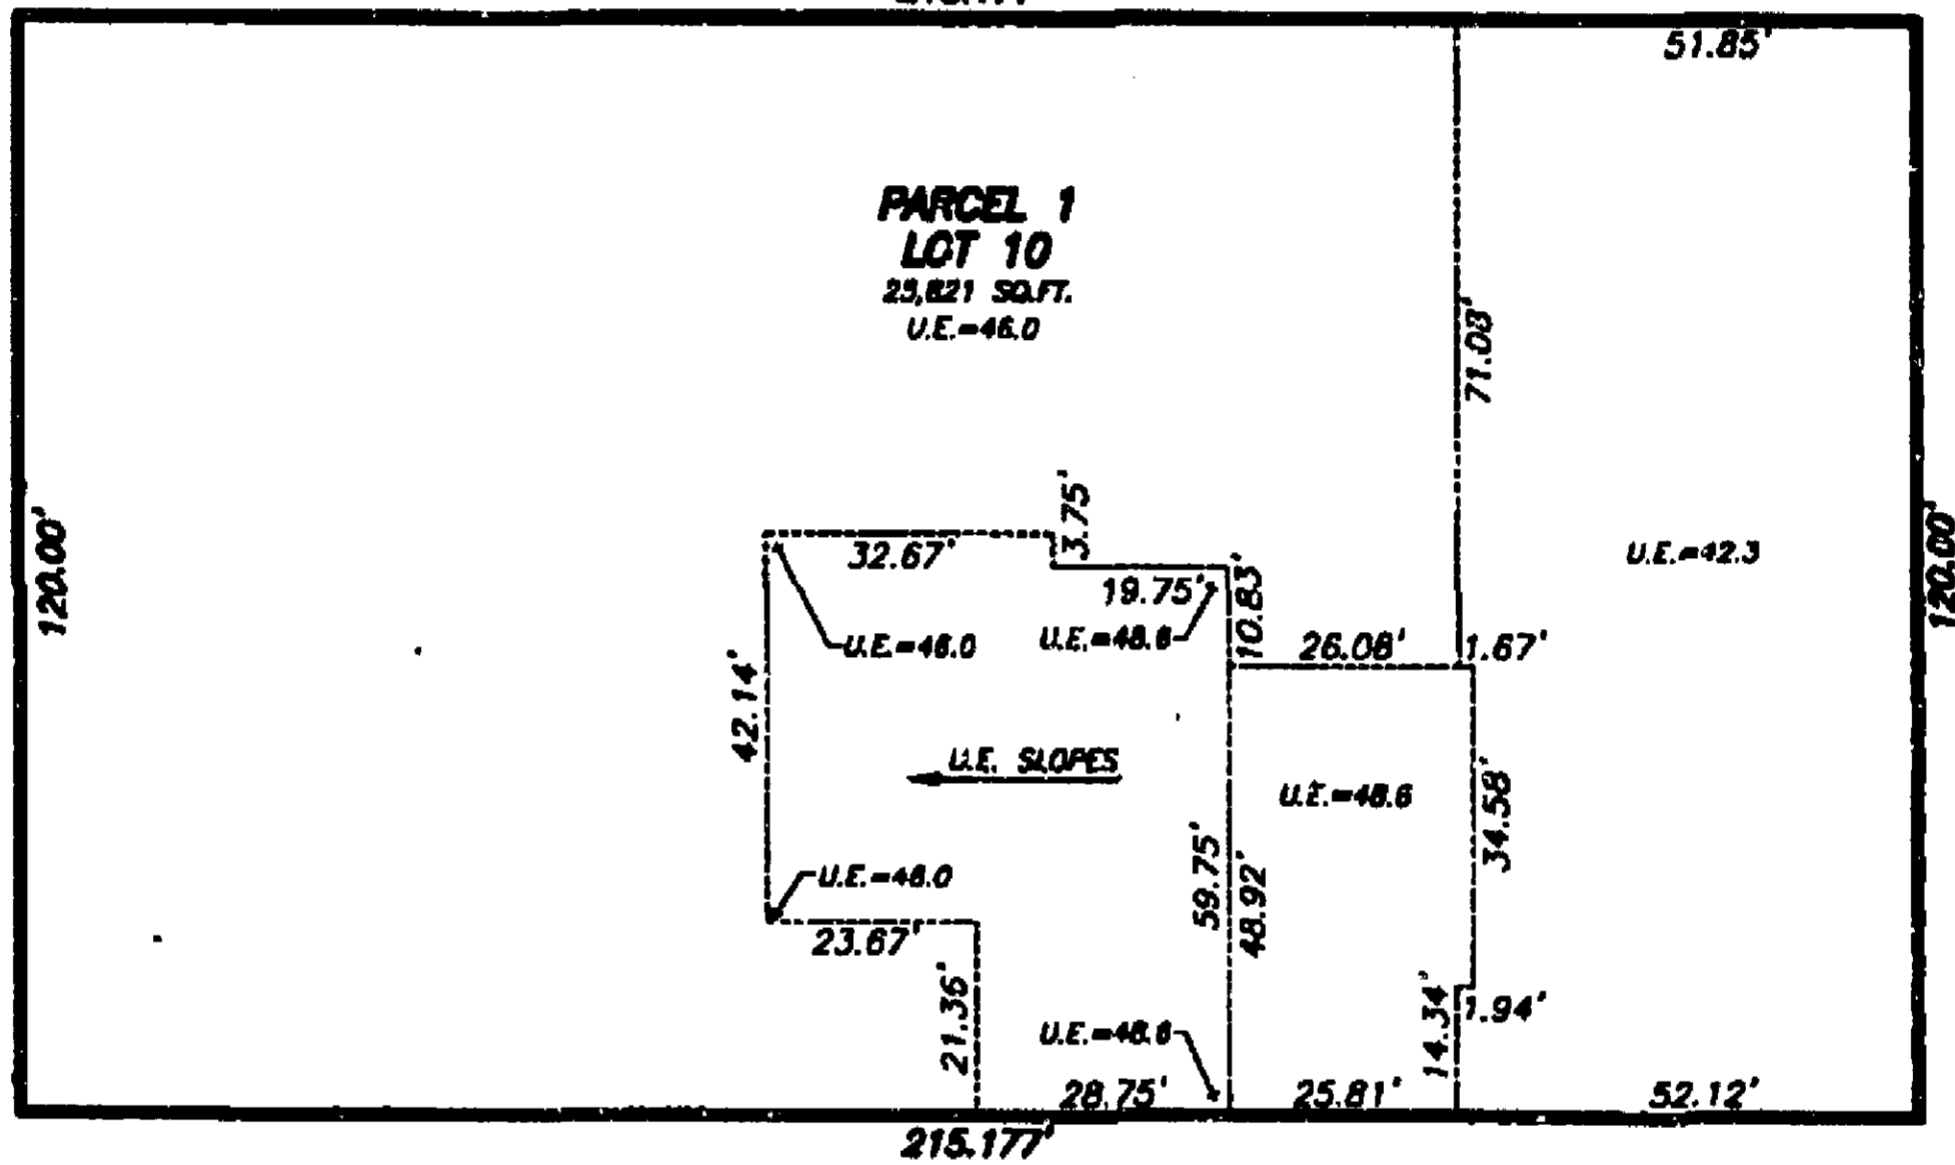 51.85'
PARCEL 1
LOT 10
25,821 SQ.FT.
U.E.=46.0
71.08'
120.00'
32.67'
3.75'
U.E.=42.3
120.00'
19.75'
10.83'
U.E.=46.0
U.E.=48.6
26.08'
1.67'
42.14'
U.E. SLOPES
U.E.=48.6
34.58'
59.75'
48.92'
U.E.=46.0
23.67'
21.36'
U.E.=48.6
14.34'
1.94'
28.75'
25.81'
52.12'
215.177'